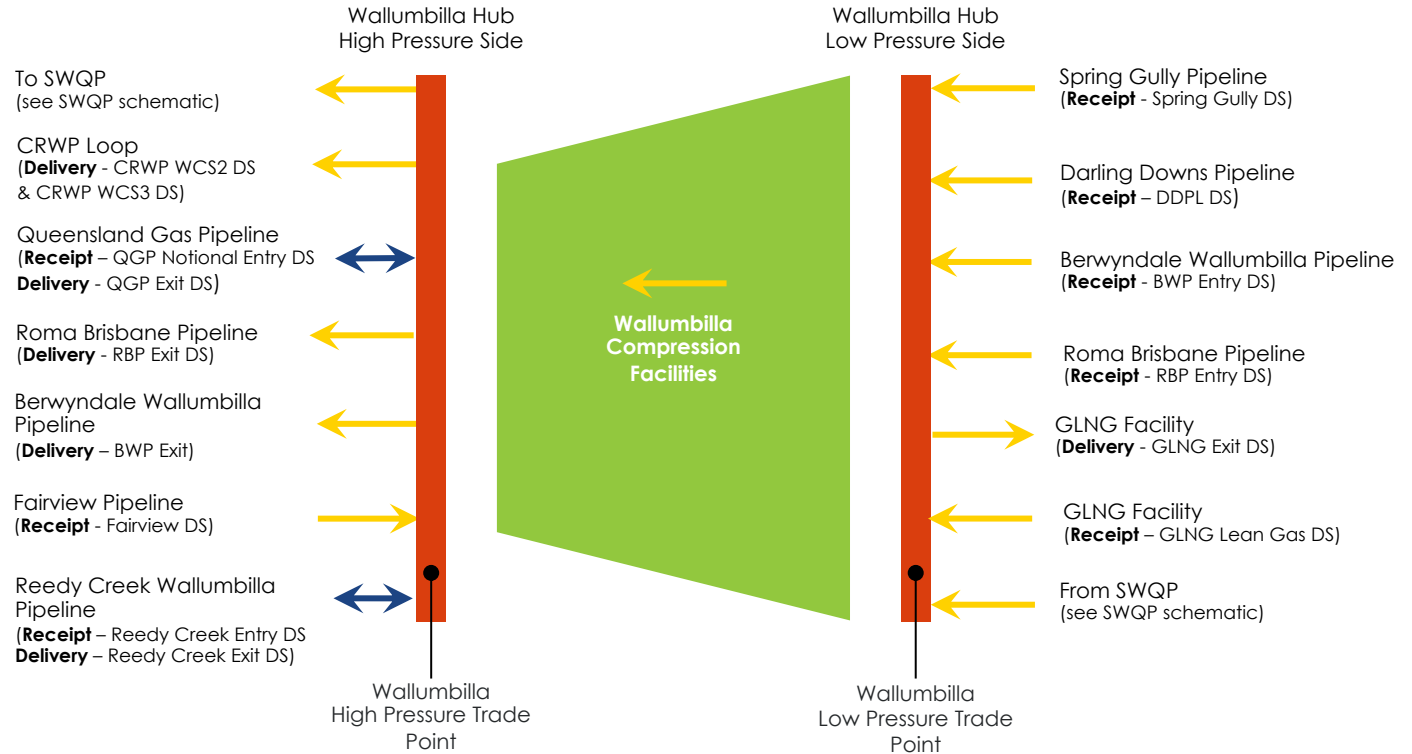 Wallumbilla Hub
High Pressure Side
Wallumbilla Hub
Low Pressure Side
To SWQP
(see SWQP schematic)
CRWP Loop
(Delivery - CRWP WCS2 DS
& CRWP WCS3 DS)
Queensland Gas Pipeline
(Receipt – QGP Notional Entry DS
Delivery - QGP Exit DS)
Roma Brisbane Pipeline
(Delivery - RBP Exit DS)
Berwyndale Wallumbilla
Pipeline
(Delivery – BWP Exit)
Fairview Pipeline
(Receipt - Fairview DS)
Reedy Creek Wallumbilla
Pipeline
(Receipt – Reedy Creek Entry DS
Delivery – Reedy Creek Exit DS)
Wallumbilla
Compression
Facilities
Spring Gully Pipeline
(Receipt - Spring Gully DS)
Darling Downs Pipeline
(Receipt – DDPL DS)
Berwyndale Wallumbilla Pipeline
(Receipt - BWP Entry DS)
Roma Brisbane Pipeline
(Receipt - RBP Entry DS)
GLNG Facility
(Delivery - GLNG Exit DS)
GLNG Facility
(Receipt – GLNG Lean Gas DS)
From SWQP
(see SWQP schematic)
Wallumbilla
High Pressure Trade
Point
Wallumbilla
Low Pressure Trade
Point